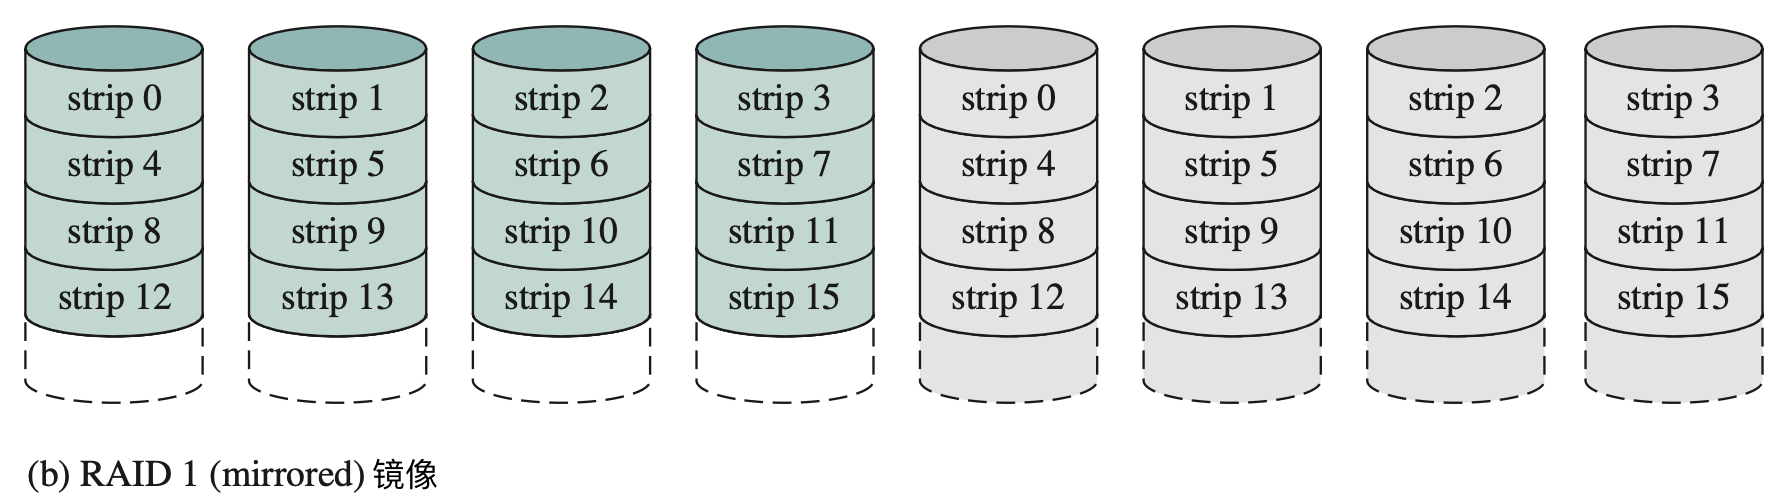 strip 0 strip 1 strip 2 strip 3 strip 0 strip 1 strip 2 strip 3
strip 4 strip 5 strip 6 strip 7 strip 4 strip 5 strip 6 strip 7
strip 8 strip 9 strip 10 strip 11 strip 8 strip 9 strip 10 strip 11
strip 12 strip 13 strip 14 strip 15 strip 12 strip 13 strip 14 strip 15
(b) RAID 1 (mirrored) 镜像